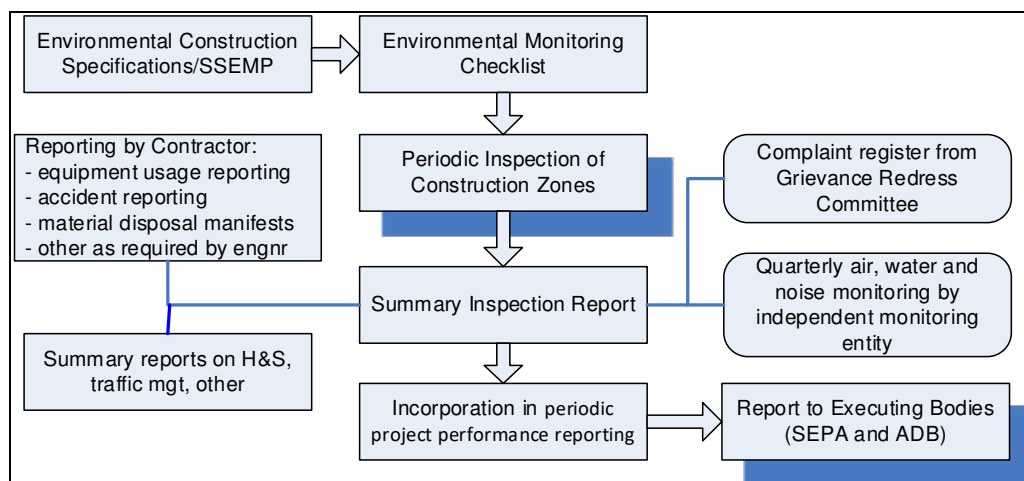 Environmental Construction
Specifications/SSEMP
Environmental Monitoring
Checklist
Reporting by Contractor:
- equipment usage reporting
- accident reporting
- material disposal manifests
- other as required by engnr
Periodic Inspection of
Construction Zones
Complaint register from
Grievance Redress
Committee
Summary Inspection Report
Quarterly air, water and
noise monitoring by
independent monitoring
entity
Summary reports on H&S,
traffic mgt, other
Incorporation in periodic
project performance reporting
Report to Executing Bodies
(SEPA and ADB)